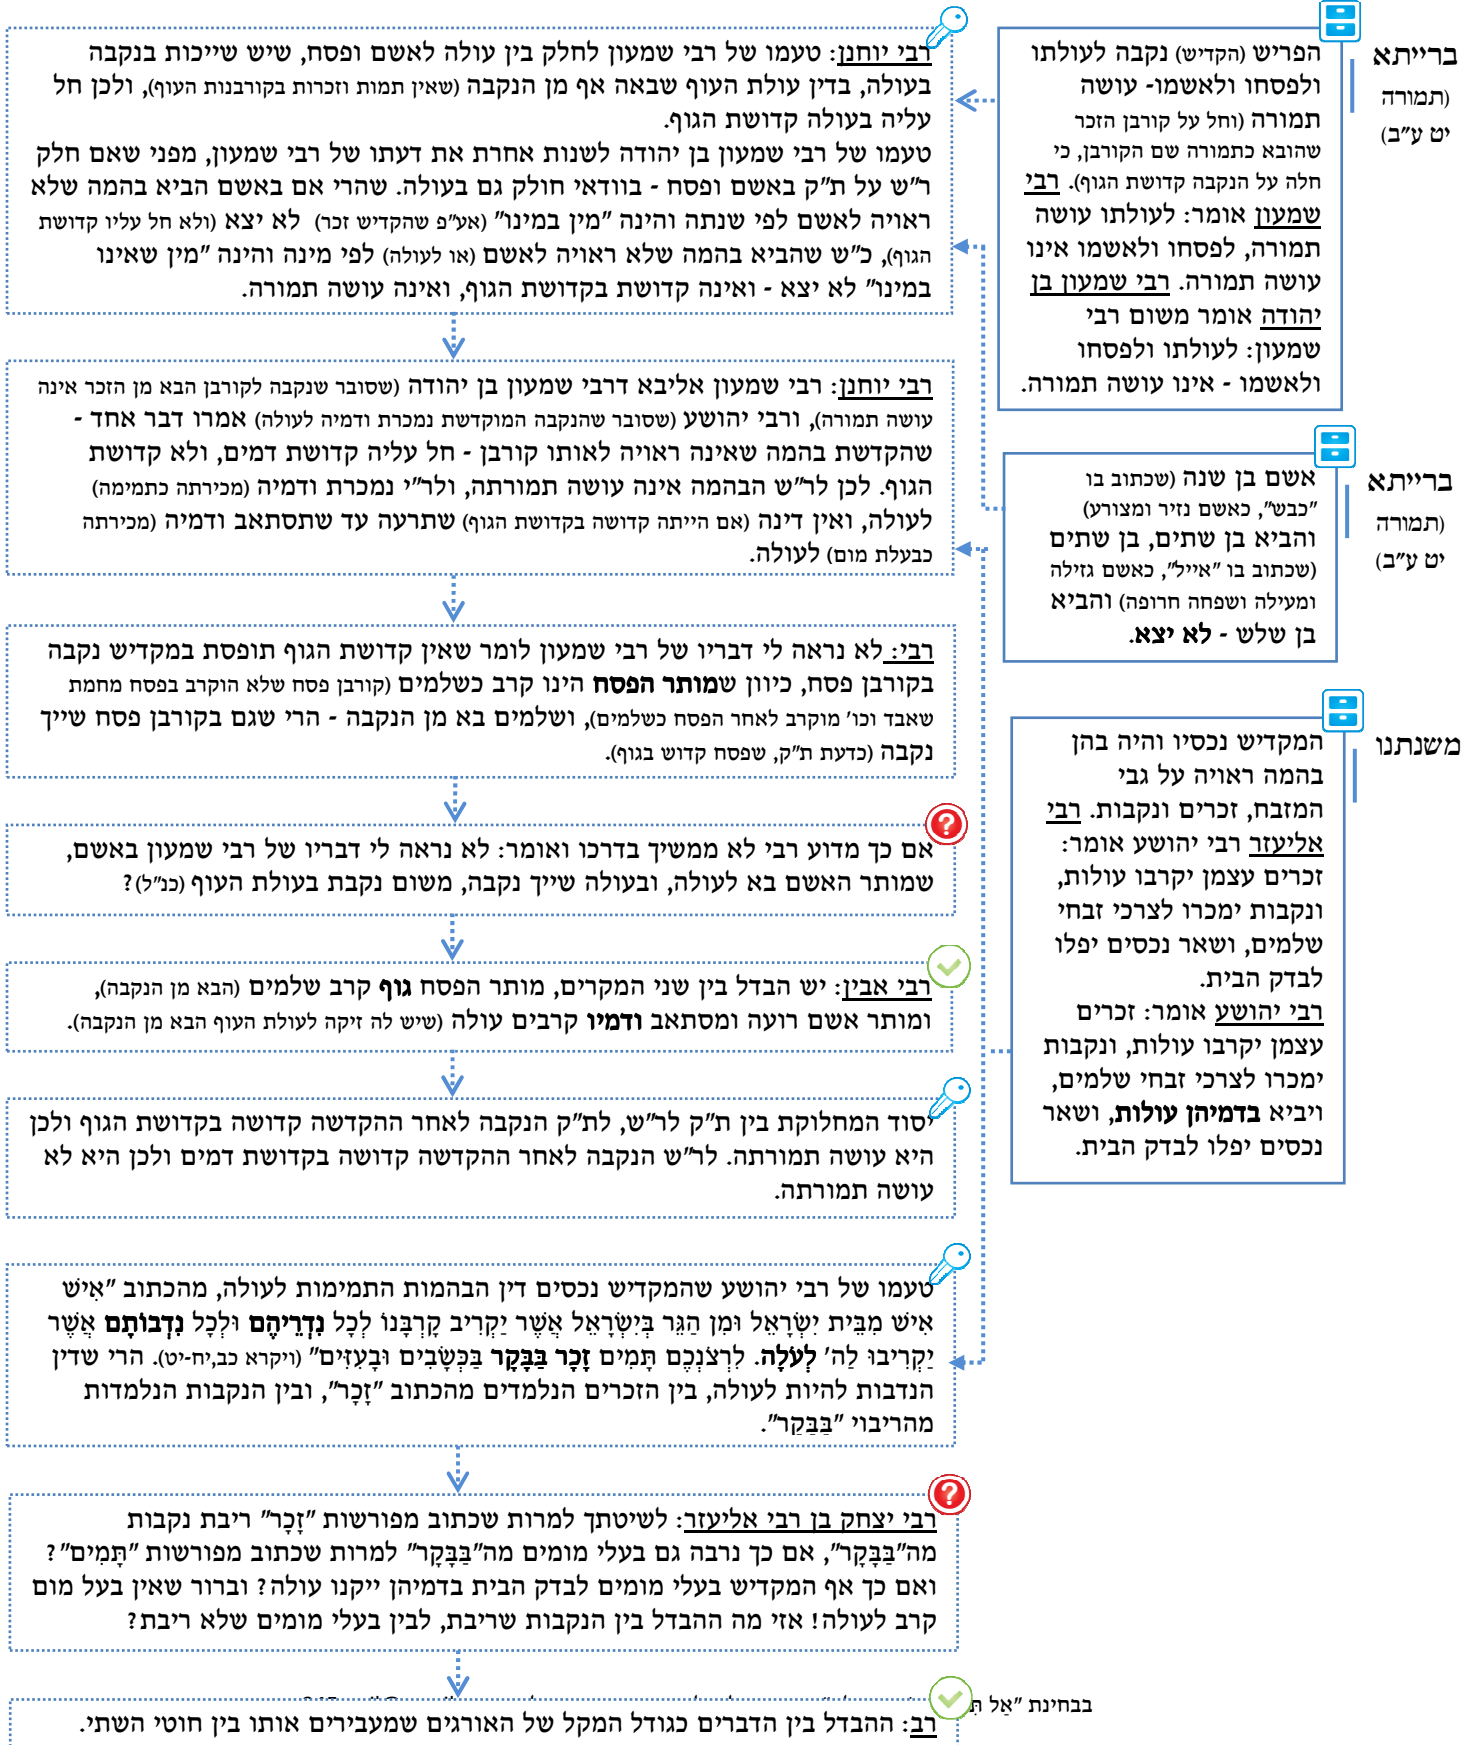 ברייתא
(תמורה
יט ע"ב)
הפריש (הקדיש) נקבה לעולתו
ולפסחו ולאשמו- עושה
תמורה (וחל על קורבן הזכר
שהובא כתמורה שם הקורבן, כי
חלה על הנקבה קדושת הגוף). רבי
שמעון אומר: לעולתו עושה
תמורה, לפסחו ולאשמו אינו
עושה תמורה. רבי שמעון בן
יהודה אומר משום רבי
שמעון: לעולתו ולפסחו
ולאשמו - אינו עושה תמורה.
ברייתא
(תמורה
יט ע"ב)
אשם בן שנה (שכתוב בו
"כבש", כאשם נזיר ומצורע)
והביא בן שתים, בן שתים
(שכתוב בו "אייל", כאשם גזילה
ומעילה ושפחה חרופה) והביא
בן שלש - לא יצא.
משנתנו
המקדיש נכסיו והיה בהן
בהמה ראויה על גבי
המזבח, זכרים ונקבות. רבי
אליעזר רבי יהושע אומר:
זכרים עצמן יקרבו עולות,
ונקבות ימכרו לצרכי זבחי
שלמים, ושאר נכסים יפלו
לבדק הבית.
רבי יהושע אומר: זכרים
עצמן יקרבו עולות, ונקבות
ימכרו לצרכי זבחי שלמים,
ויביא בדמיהן עולות, ושאר
נכסים יפלו לבדק הבית.
רבי יוחנן: טעמו של רבי שמעון לחלק בין עולה לאשם ופסח, שיש שייכות בנקבה
בעולה, בדין עולת העוף שבאה אף מן הנקבה (שאין תמות וזכרות בקורבנות העוף), ולכן חל
עליה בעולה קדושת הגוף.
טעמו של רבי שמעון בן יהודה לשנות אחרת את דעתו של רבי שמעון, מפני שאם חלק
ר"ש על ת"ק באשם ופסח - בוודאי חולק גם בעולה. שהרי אם באשם הביא בהמה שלא
ראויה לאשם לפי שנתה והינה "מין במינו" (אע"פ שהקדיש זכר) לא יצא (ולא חל עליו קדושת
הגוף), כ"ש שהביא בהמה שלא ראויה לאשם (או לעולה) לפי מינה והינה "מין שאינו
במינו" לא יצא - ואינה קדושת בקדושת הגוף, ואינה עושה תמורה.
רבי יוחנן: רבי שמעון אליבא דרבי שמעון בן יהודה (שסובר שנקבה לקורבן הבא מן הזכר אינה
עושה תמורה), ורבי יהושע (שסובר שהנקבה המוקדשת נמכרת ודמיה לעולה) אמרו דבר אחד -
שהקדשת בהמה שאינה ראויה לאותו קורבן - חל עליה קדושת דמים, ולא קדושת
הגוף. לכן לר"ש הבהמה אינה עושה תמורתה, ולר"י נמכרת ודמיה (מכירתה כתמימה)
לעולה, ואין דינה (אם הייתה קדושה בקדושת הגוף) שתרעה עד שתסתאב ודמיה (מכירתה
כבעלת מום) לעולה.
רבי: לא נראה לי דבריו של רבי שמעון לומר שאין קדושת הגוף תופסת במקדיש נקבה
בקורבן פסח, כיוון שמותר הפסח הינו קרב כשלמים (קורבן פסח שלא הוקרב בפסח מחמת
שאבד וכו' מוקרב לאחר הפסח כשלמים), ושלמים בא מן הנקבה - הרי שגם בקורבן פסח שייך
נקבה (כדעת ת"ק, שפסח קדוש בגוף).
אם כך מדוע רבי לא ממשיך בדרכו ואומר: לא נראה לי דבריו של רבי שמעון באשם,
שמותר האשם בא לעולה, ובעולה שייך נקבה, משום נקבת בעולת העוף (כנ"ל)?
רבי אבין: יש הבדל בין שני המקרים, מותר הפסח גוף קרב שלמים (הבא מן הנקבה),
ומותר אשם רועה ומסתאב ודמיו קרבים עולה (שיש לה זיקה לעולת העוף הבא מן הנקבה).
יסוד המחלוקת בין ת"ק לר"ש, לת"ק הנקבה לאחר ההקדשה קדושה בקדושת הגוף ולכן
היא עושה תמורתה. לר"ש הנקבה לאחר ההקדשה קדושה בקדושת דמים ולכן היא לא
עושה תמורתה.
טעמו של רבי יהושע שהמקדיש נכסים דין הבהמות התמימות לעולה, מהכתוב "אִישׁ
אִישׁ מִבֵּית יִשְׂרָאֵל וּמִן הַגֵּר בְּיִשְׂרָאֵל אֲשֶׁר יַקְרִיב קָרְבָּנוֹ לְכָל נִדְרֵיהֶם וּלְכָל נִדְבוֹתָם אֲשֶׁר
יַקְרִיבוּ לַה' לְעֹלָה. לִרְצֹנְכֶם תָּמִים זָכָר בַּבָּקָר בַּכְּשָׂבִים וּבָעִזִּים" (ויקרא כב,יח-יט). הרי שדין
הנדבות להיות לעולה, בין הזכרים הנלמדים מהכתוב "זָכָר", ובין הנקבות הנלמדות
מהריבוי "בַּבָּקָר".
רבי יצחק בן רבי אליעזר: לשיטתך למרות שכתוב מפורשות "זָכָר" ריבת נקבות
מה"בַּבָּקָר", אם כך נרבה גם בעלי מומים מה"בַּבָּקָר" למרות שכתוב מפורשות "תָּמִים"?
ואם כך אף המקדיש בעלי מומים לבדק הבית בדמיהן ייקנו עולה? וברור שאין בעל מום
קרב לעולה! אזי מה ההבדל בין הנקבות שריבת, לבין בעלי מומים שלא ריבת?
בבחינת "אַל
רב: ההבדל בין הדברים כגודל המקל של האורגים שמעבירים אותו בין חוטי השתי.